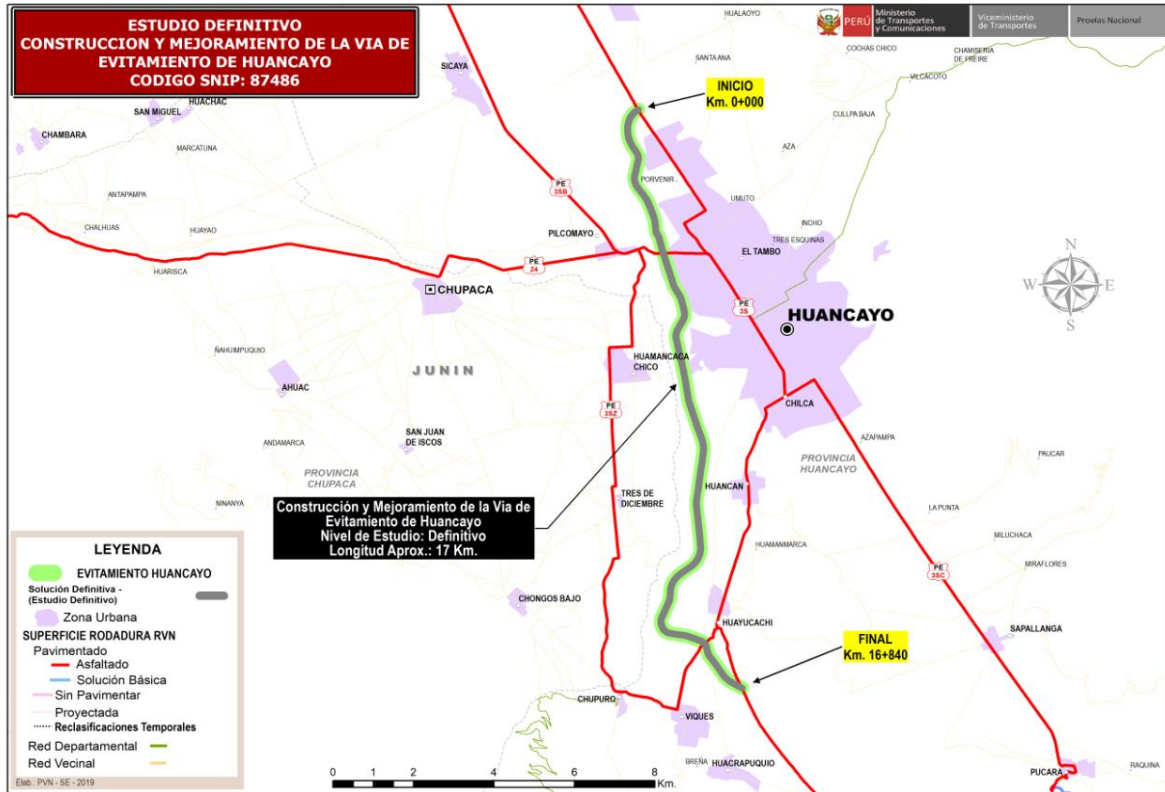 ESTUDIO DEFINITIVO
CONSTRUCCION Y MEJORAMIENTO DE LA VIA DE
EVITAMIENTO DE HUANCAYO
CODIGO SNIP: 87486
PERÚ
Ministerio
de Transportes
y Comunicaciones
Viceministerio
de Transportes
Provías Nacional
HUALAOYO
COCHAS CHICO
CHAMISERIA
DE FREIRE
SANTA ANA
SICAYA
VILCACOTO
INICIO
Km. 0+000
HUACHAC
SAN MIGUEL
CULLPA BAJA
CHAMBARA
MARCATUNA
AZA
PORVENIR
PE
3SB
ANTAPAMPA
UMUTO
CHALHUAS
HUAYAO
PILCOMAYO
INCHO
TRES ESQUINAS
EL TAMBO
HUARISCA
PE
24
CHUPACA
N
W
E
S
PE
3S
HUANCAYO
ÑAHUIMPUQUIO
HUAMANCACA
CHICO
JUNIN
AHUAC
CHILCA
PE
3SZ
SAN JUAN
DE ISCOS
ANDAMARCA
AZAPAMPA
PROVINCIA
CHUPACA
PROVINCIA
HUANCAYO
PAUCAR
HUANCAN
NINANYA
TRES DE
DICIEMBRE
LA PUNTA
Construcción y Mejoramiento de la Via de
Evitamiento de Huancayo
Nivel de Estudio: Definitivo
Longitud Aprox.: 17 Km.
MILUCHACA
HUAMANMARCA
MIRAFLORES
PE
3SC
CHONGOS BAJO
HUAYUCACHI
SAPALLANGA
FINAL
Km. 16+840
CHUPURO
VIQUES
BREÑA
HUACRAPUQUIO
PUCARA
RAQUINA
LEYENDA
EVITAMIENTO HUANCAYO
Solución Definitiva -
(Estudio Definitivo)
Zona Urbana
SUPERFICIE RODADURA RVN
Pavimentado
Asfaltado
Solución Básica
Sin Pavimentar
Proyectada
Reclasificaciones Temporales
Red Departamental
Red Vecinal
Elab.: PVN - SE - 2019
0 2 4 6 8
Km.